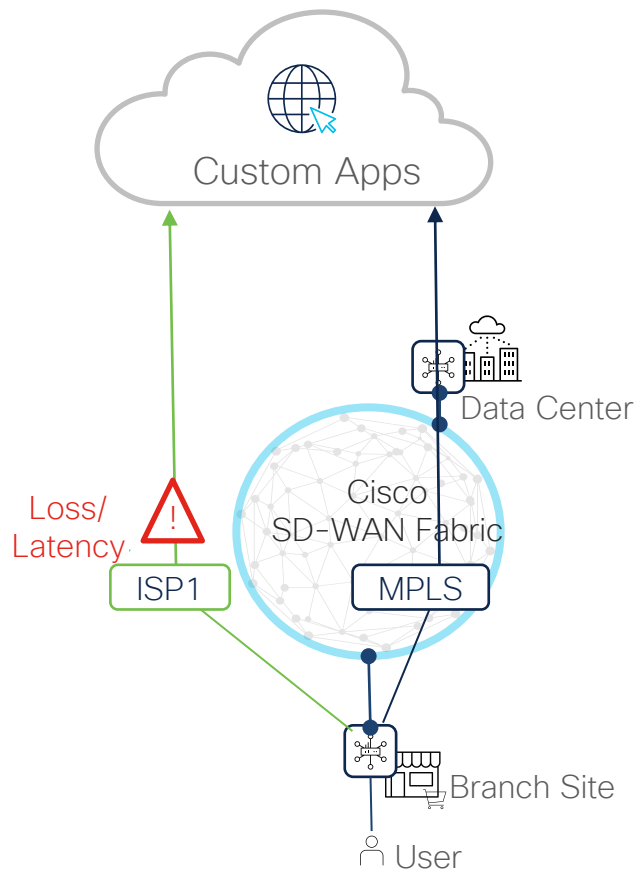 Custom Apps
Data Center
Cisco
SD-WAN Fabric
Loss/
Latency
!
ISP1
MPLS
Branch Site
User